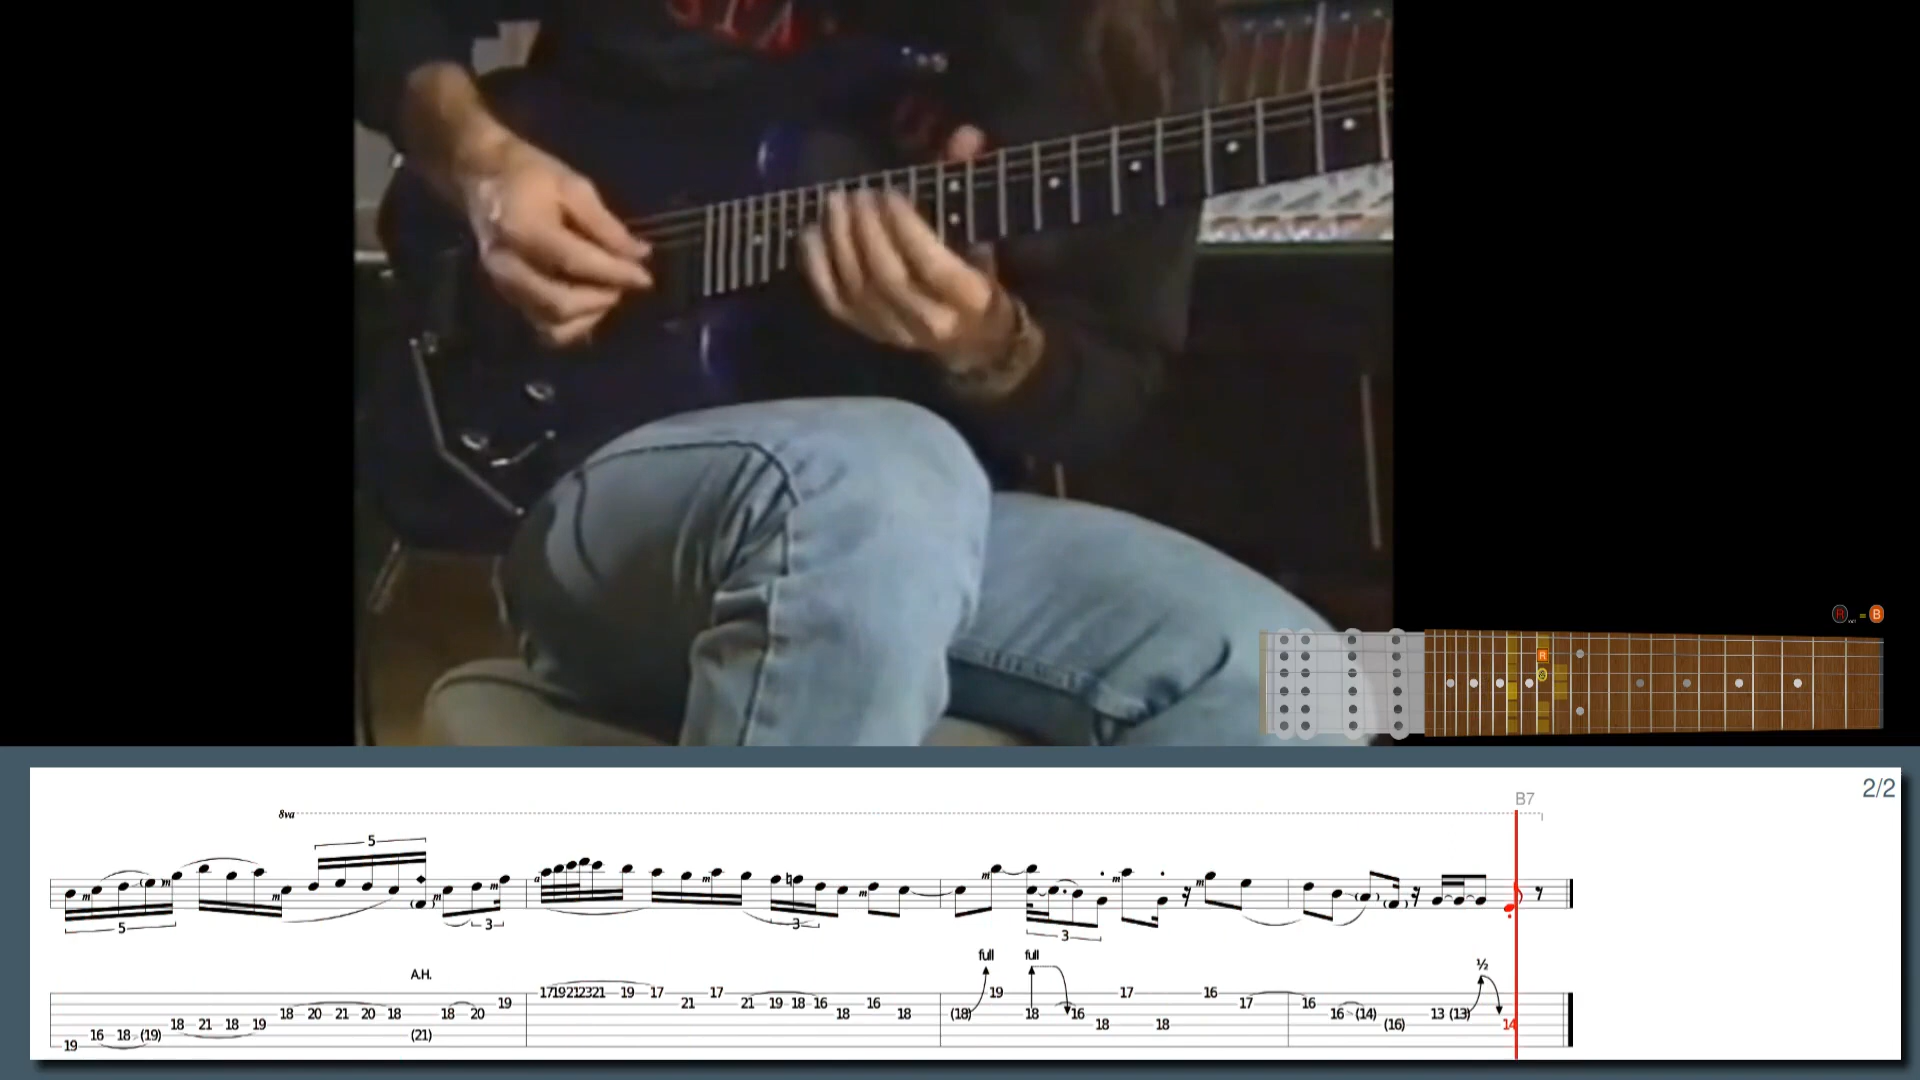 STA
R
B
R
2/2
B7
8va
5
m m m m m m a m m m m m
5 3 3 3
A.H. full full ½
17 19 21 23 21 19 17 17 19 17 16
19 21 21 19 18 16 16 17 16
18 20 21 20 18 18 20 18 18 (18) 18 16 16 (14) 13 (13)
18 21 18 19 18 18 (16) 14
16 18 (19) (21)
19